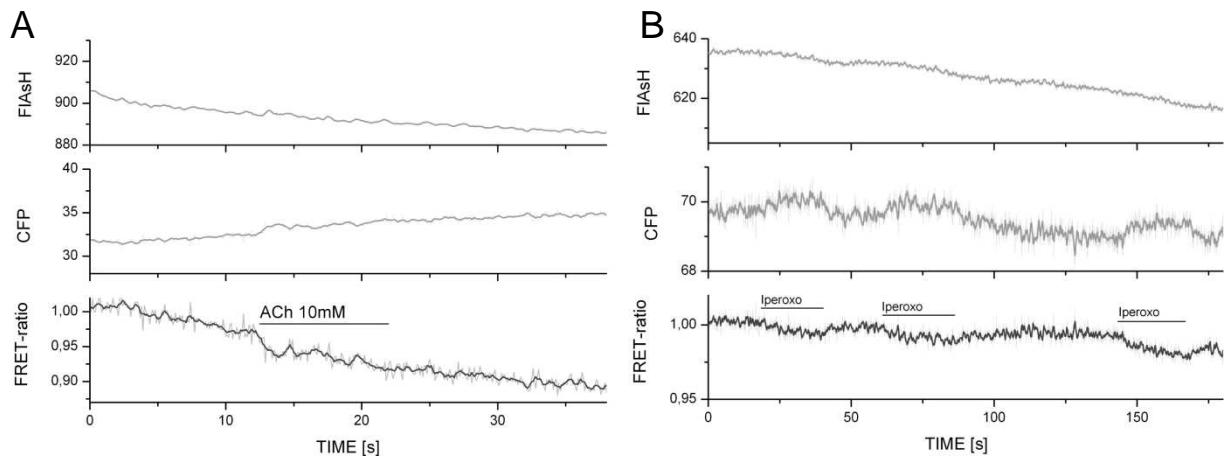 A
FlAsH
920
900
880
CFP
40
35
30
FRET-ratio
1,00
0,95
0,90
ACh 10mM
0
10
20
30
TIME [s]
B
FlAsH
640
620
CFP
70
68
FRET-ratio
1,00
0,95
Iperoxo
Iperoxo
Iperoxo
0
50
100
150
TIME [s]